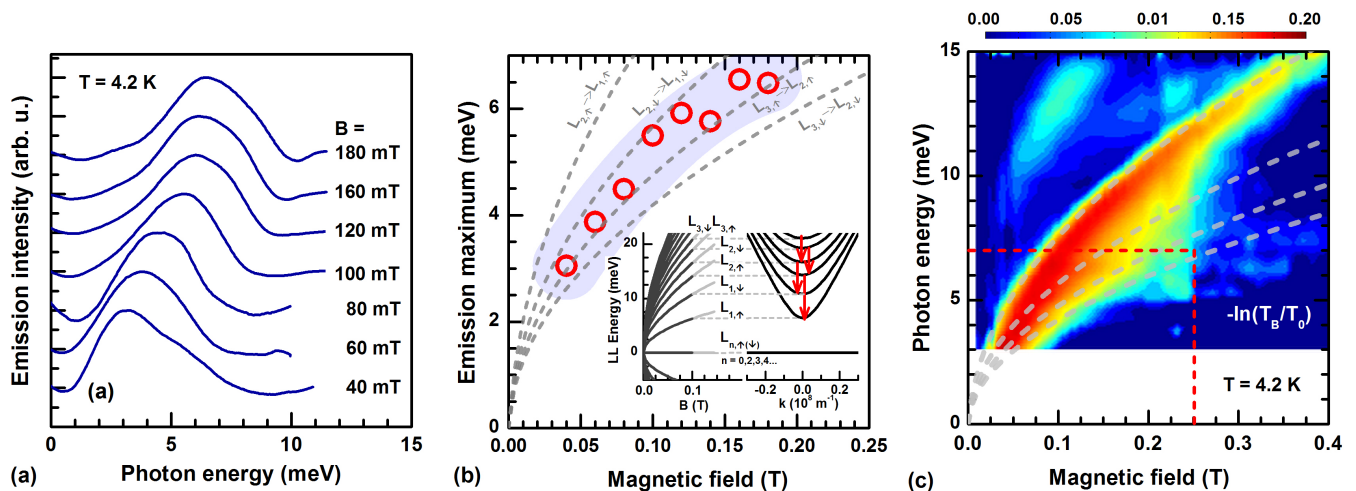 T = 4.2 K
B =
180 mT
160 mT
120 mT
100 mT
80 mT
60 mT
40 mT
(a)
Emission intensity (arb. u.)
0 5 10 15
Photon energy (meV)
(a)
Emission maximum (meV)
6
4
2
0
0.00 0.05 0.10 0.15 0.20 0.25
Magnetic field (T)
(b)
L2,↑–>L1,↑
L2,↓–>L1,↓
L3,↑–>L2,↑
L3,↓–>L2,↓
LL Energy (meV)
20
10
0
0.0 0.1
B (T)
L3,↓ L3,↑
L2,↓
L2,↑
L1,↓
L1,↑
Ln,↑(↓)
n = 0,2,3,4...
-0.2 0.0 0.2
k (10⁸ m⁻¹)
0.00 0.05 0.01 0.20
Photon energy (meV)
15
10
5
0
-ln(TB/T0)
T = 4.2 K
0.0 0.1 0.2 0.3 0.4
Magnetic field (T)
(c)